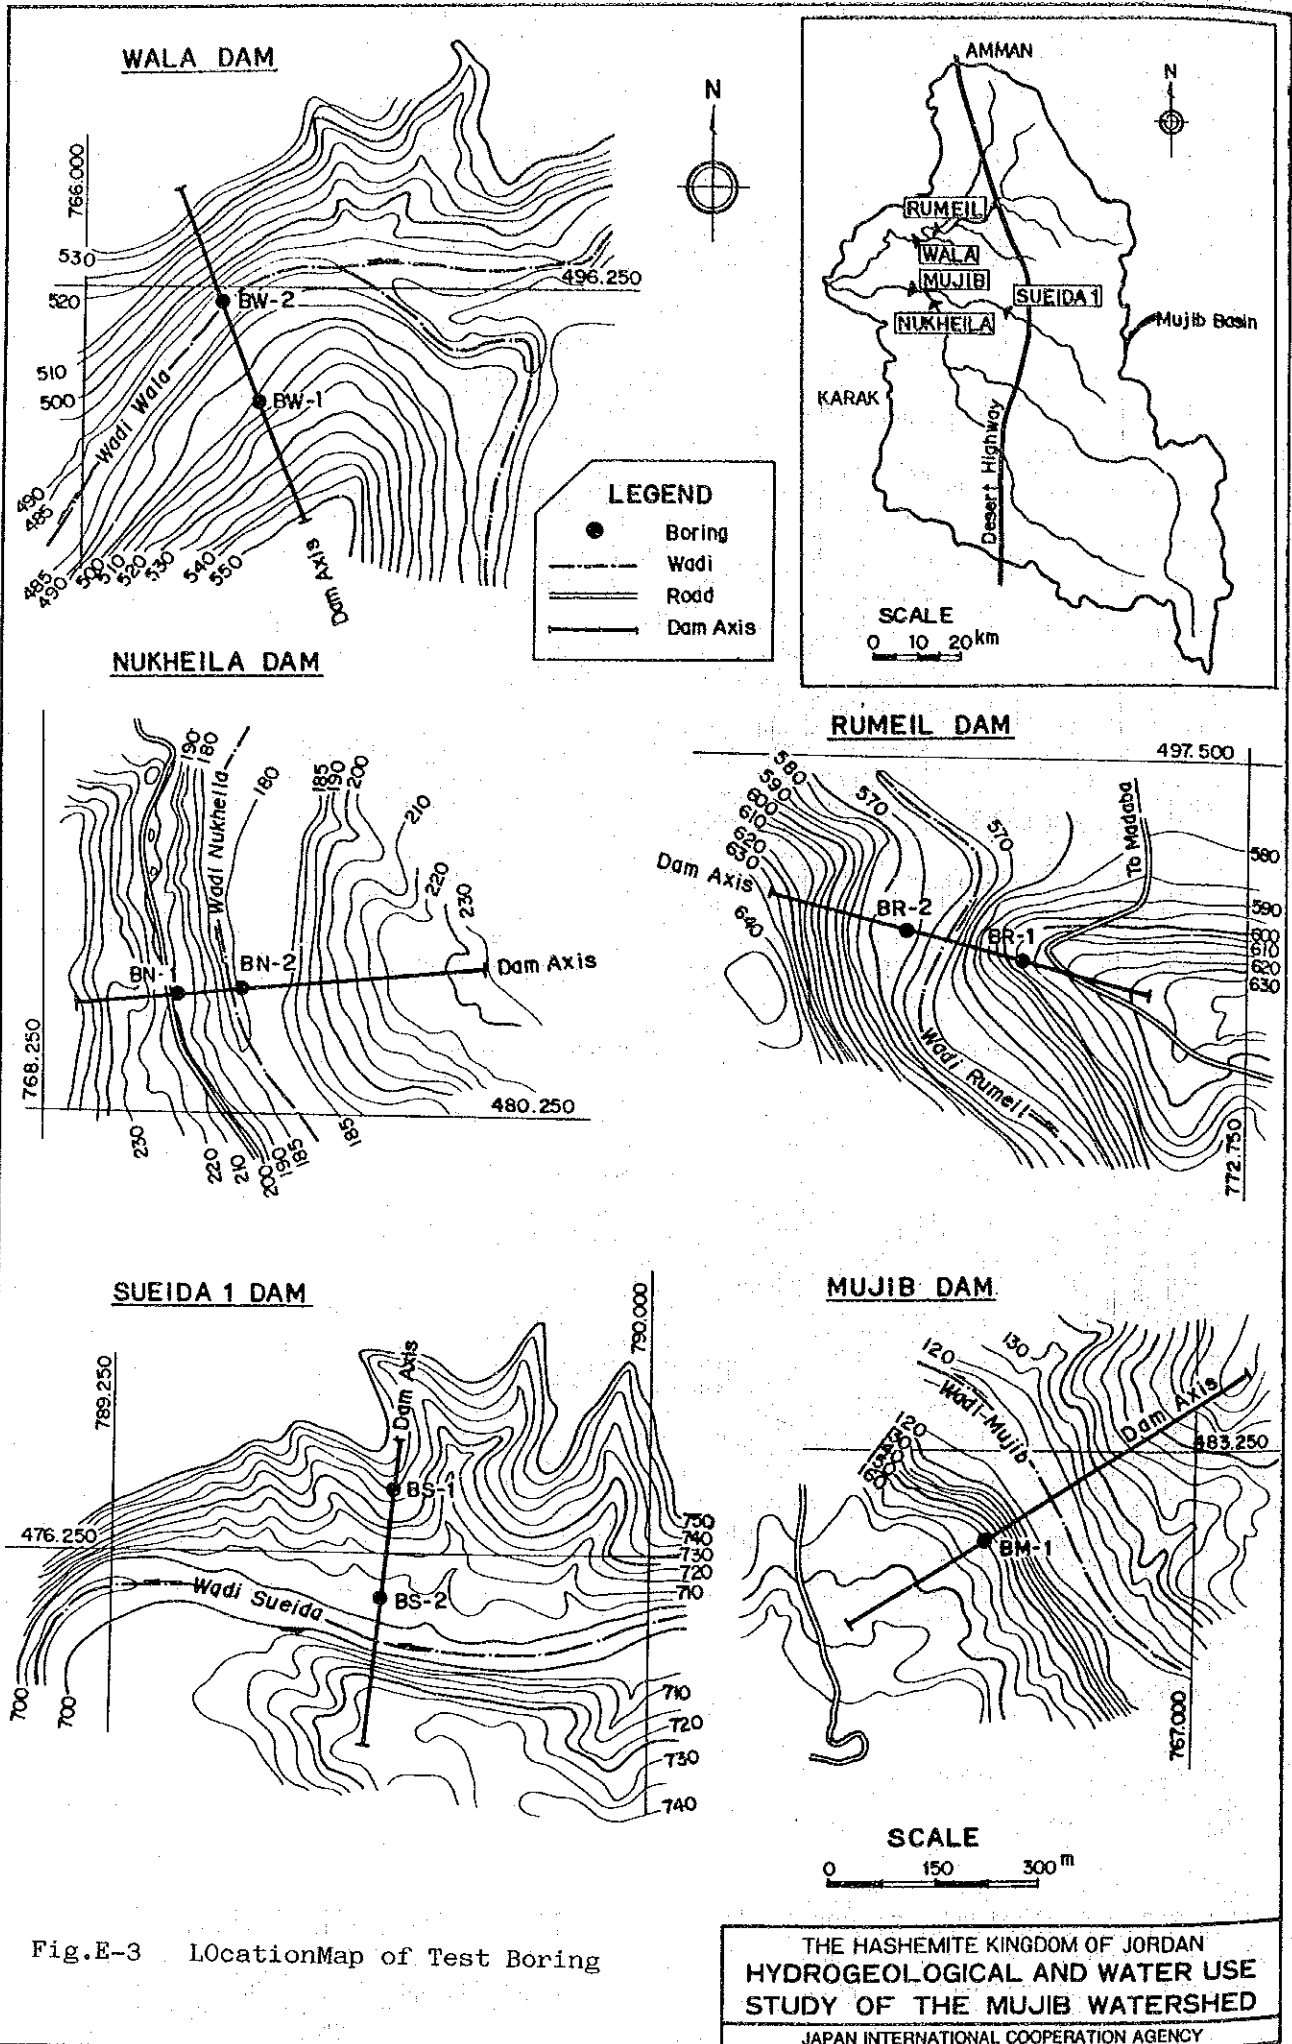 WALA DAM
766.000
530
520
510
500
490
485
485
490
500
510
520
530
540
550
496.250
BW-2
BW-1
Wadi Wala
Dam Axis
N
LEGEND
Boring
Wadi
Road
Dam Axis
AMMAN
N
RUMEIL
WALA
MUJIB
SUEIDA 1
NUKHEILA
Mujib Basin
KARAK
Desert Highway
SCALE
0 10 20 km
NUKHEILA DAM
190
180
Wadi Nukheila
180
185
190
200
210
220
230
BN-1
BN-2
Dam Axis
768.250
480.250
230
220
210
200
190
185
185
RUMEIL DAM
497.500
580
590
600
610
620
630
640
570
570
To Madaba
580
590
600
610
620
630
Dam Axis
BR-2
BR-1
Wadi Rumeil
772.750
SUEIDA 1 DAM
789.250
790.000
Dam Axis
BS-1
476.250
750
740
730
720
710
Wadi Sueida
BS-2
700
700
710
720
730
740
MUJIB DAM
120
130
Wadi-Mujib
120
Dam Axis
483.250
BM-1
767.000
SCALE
0 150 300 m
Fig.E-3 LOcationMap of Test Boring
THE HASHEMITE KINGDOM OF JORDAN
HYDROGEOLOGICAL AND WATER USE
STUDY OF THE MUJIB WATERSHED
JAPAN INTERNATIONAL COOPERATION AGENCY